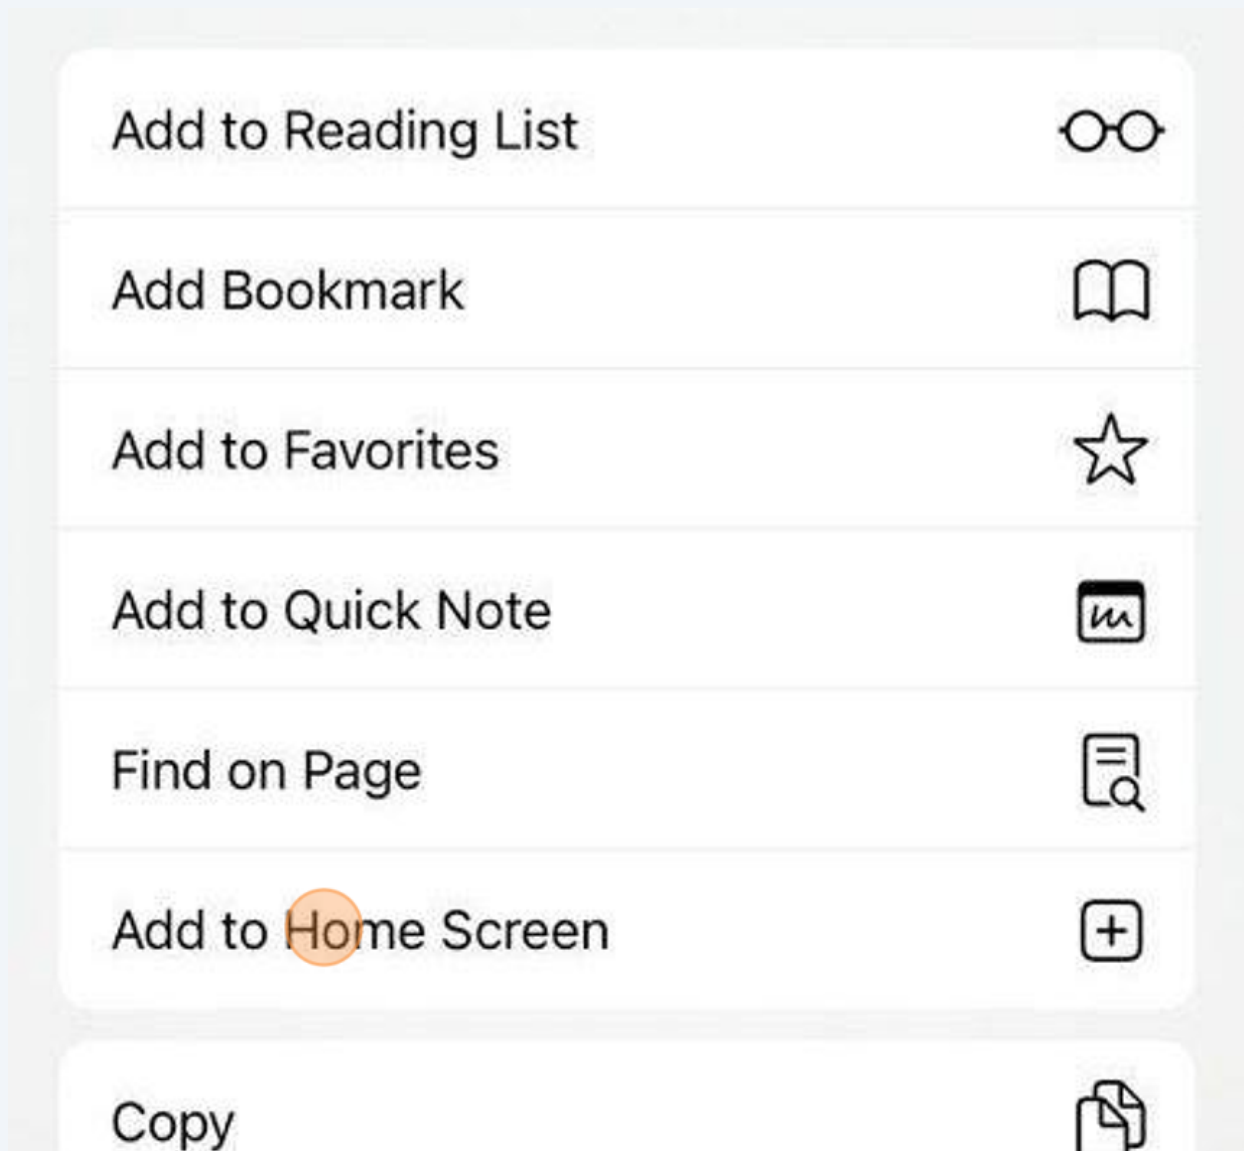 Add to Reading List
Add Bookmark
Add to Favorites
Add to Quick Note
Find on Page
Add to Home Screen
Copy